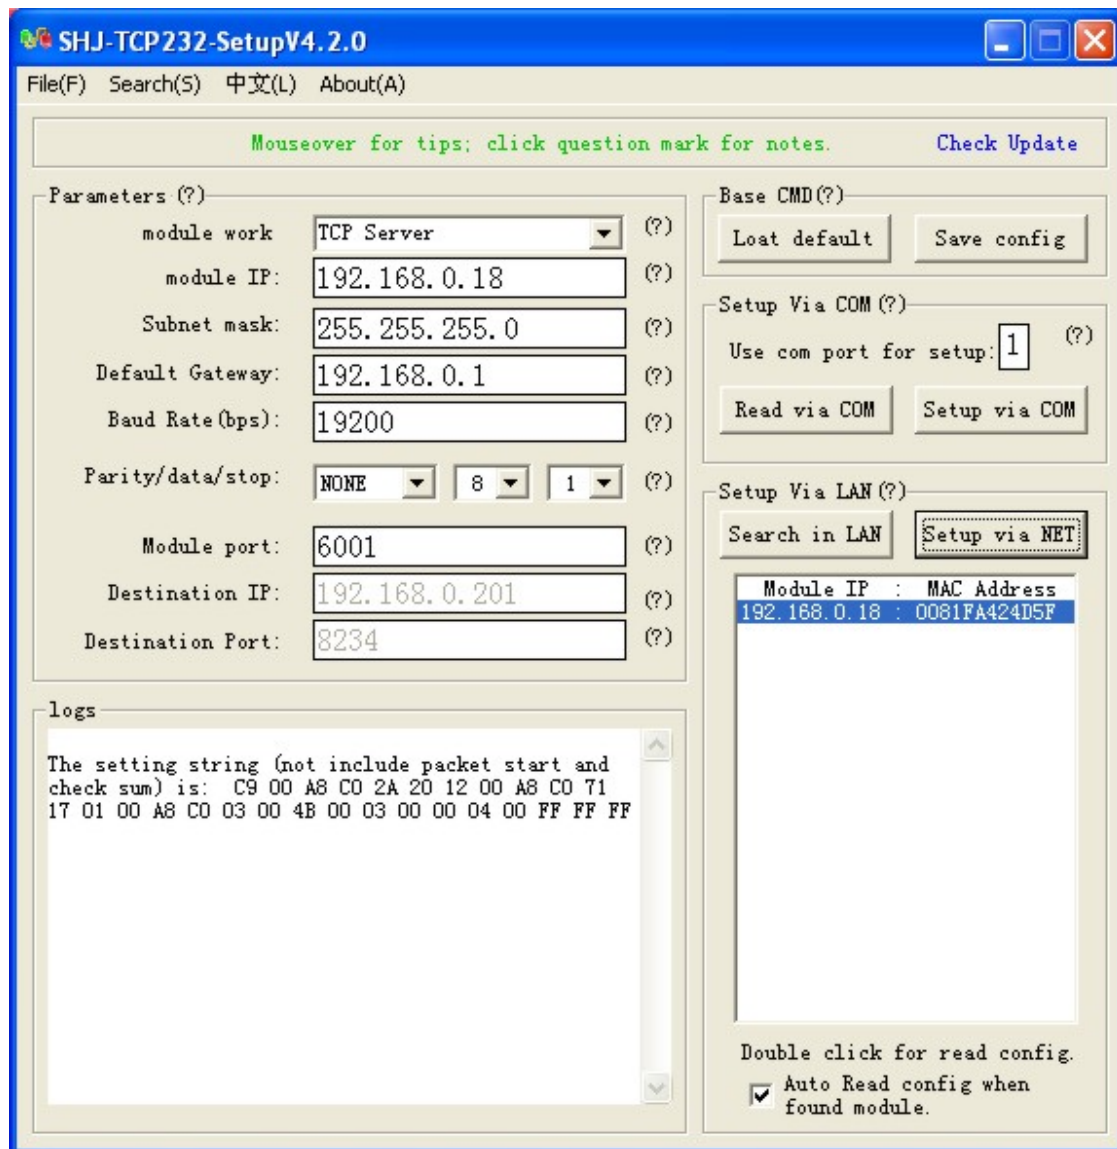 SHJ-TCP232-SetupV4.2.0
File(F) Search(S) 中文(L) About(A)
Mouseover for tips; click question mark for notes. Check Update
Parameters (?)
module work TCP Server (?)
module IP: 192.168.0.18 (?)
Subnet mask: 255.255.255.0 (?)
Default Gateway: 192.168.0.1 (?)
Baud Rate(bps): 19200 (?)
Parity/data/stop: NONE 8 1 (?)
Module port: 6001 (?)
Destination IP: 192.168.0.201 (?)
Destination Port: 8234 (?)
logs
The setting string (not include packet start and
check sum) is: C9 00 A8 C0 2A 20 12 00 A8 C0 71
17 01 00 A8 C0 03 00 4B 00 03 00 00 04 00 FF FF FF
Base CMD(?)
Loat default Save config
Setup Via COM(?)
Use com port for setup: 1 (?)
Read via COM Setup via COM
Setup Via LAN(?)
Search in LAN Setup via NET
Module IP : MAC Address
192.168.0.18 : 0081FA424D5F
Double click for read config.
Auto Read config when
found module.